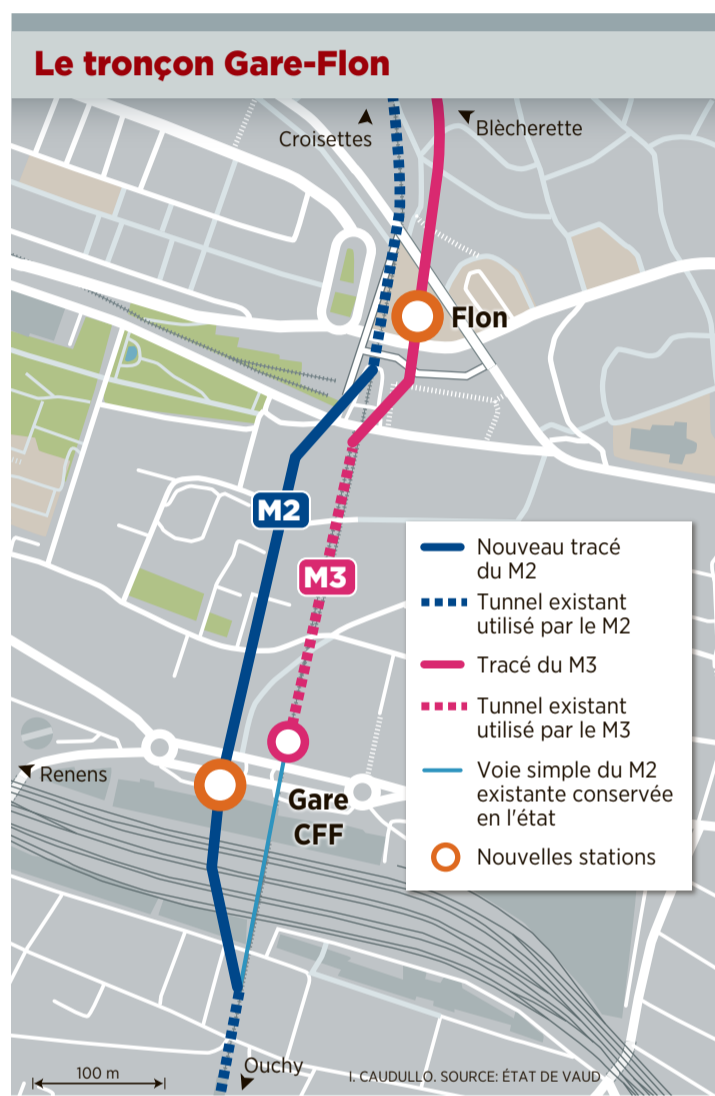 Le tronçon Gare-Flon
Croisettes
Blècherette
Flon
M2
M3
Nouveau tracé
du M2
Tunnel existant
utilisé par le M2
Tracé du M3
Tunnel existant
utilisé par le M3
Voie simple du M2
existante conservée
en l'état
Nouvelles stations
Renens
Gare
CFF
Ouchy
100 m
I. CAUDULLO. SOURCE: ÉTAT DE VAUD